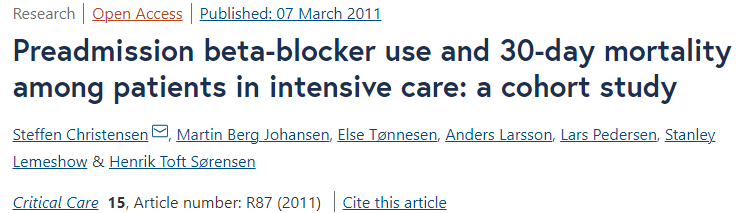 Research | Open Access | Published: 07 March 2011
Preadmission beta-blocker use and 30-day mortality
among patients in intensive care: a cohort study
Steffen Christensen, Martin Berg Johansen, Else Tønnesen, Anders Larsson, Lars Pedersen, Stanley
Lemeshow & Henrik Toft Sørensen
Critical Care 15, Article number: R87 (2011) | Cite this article